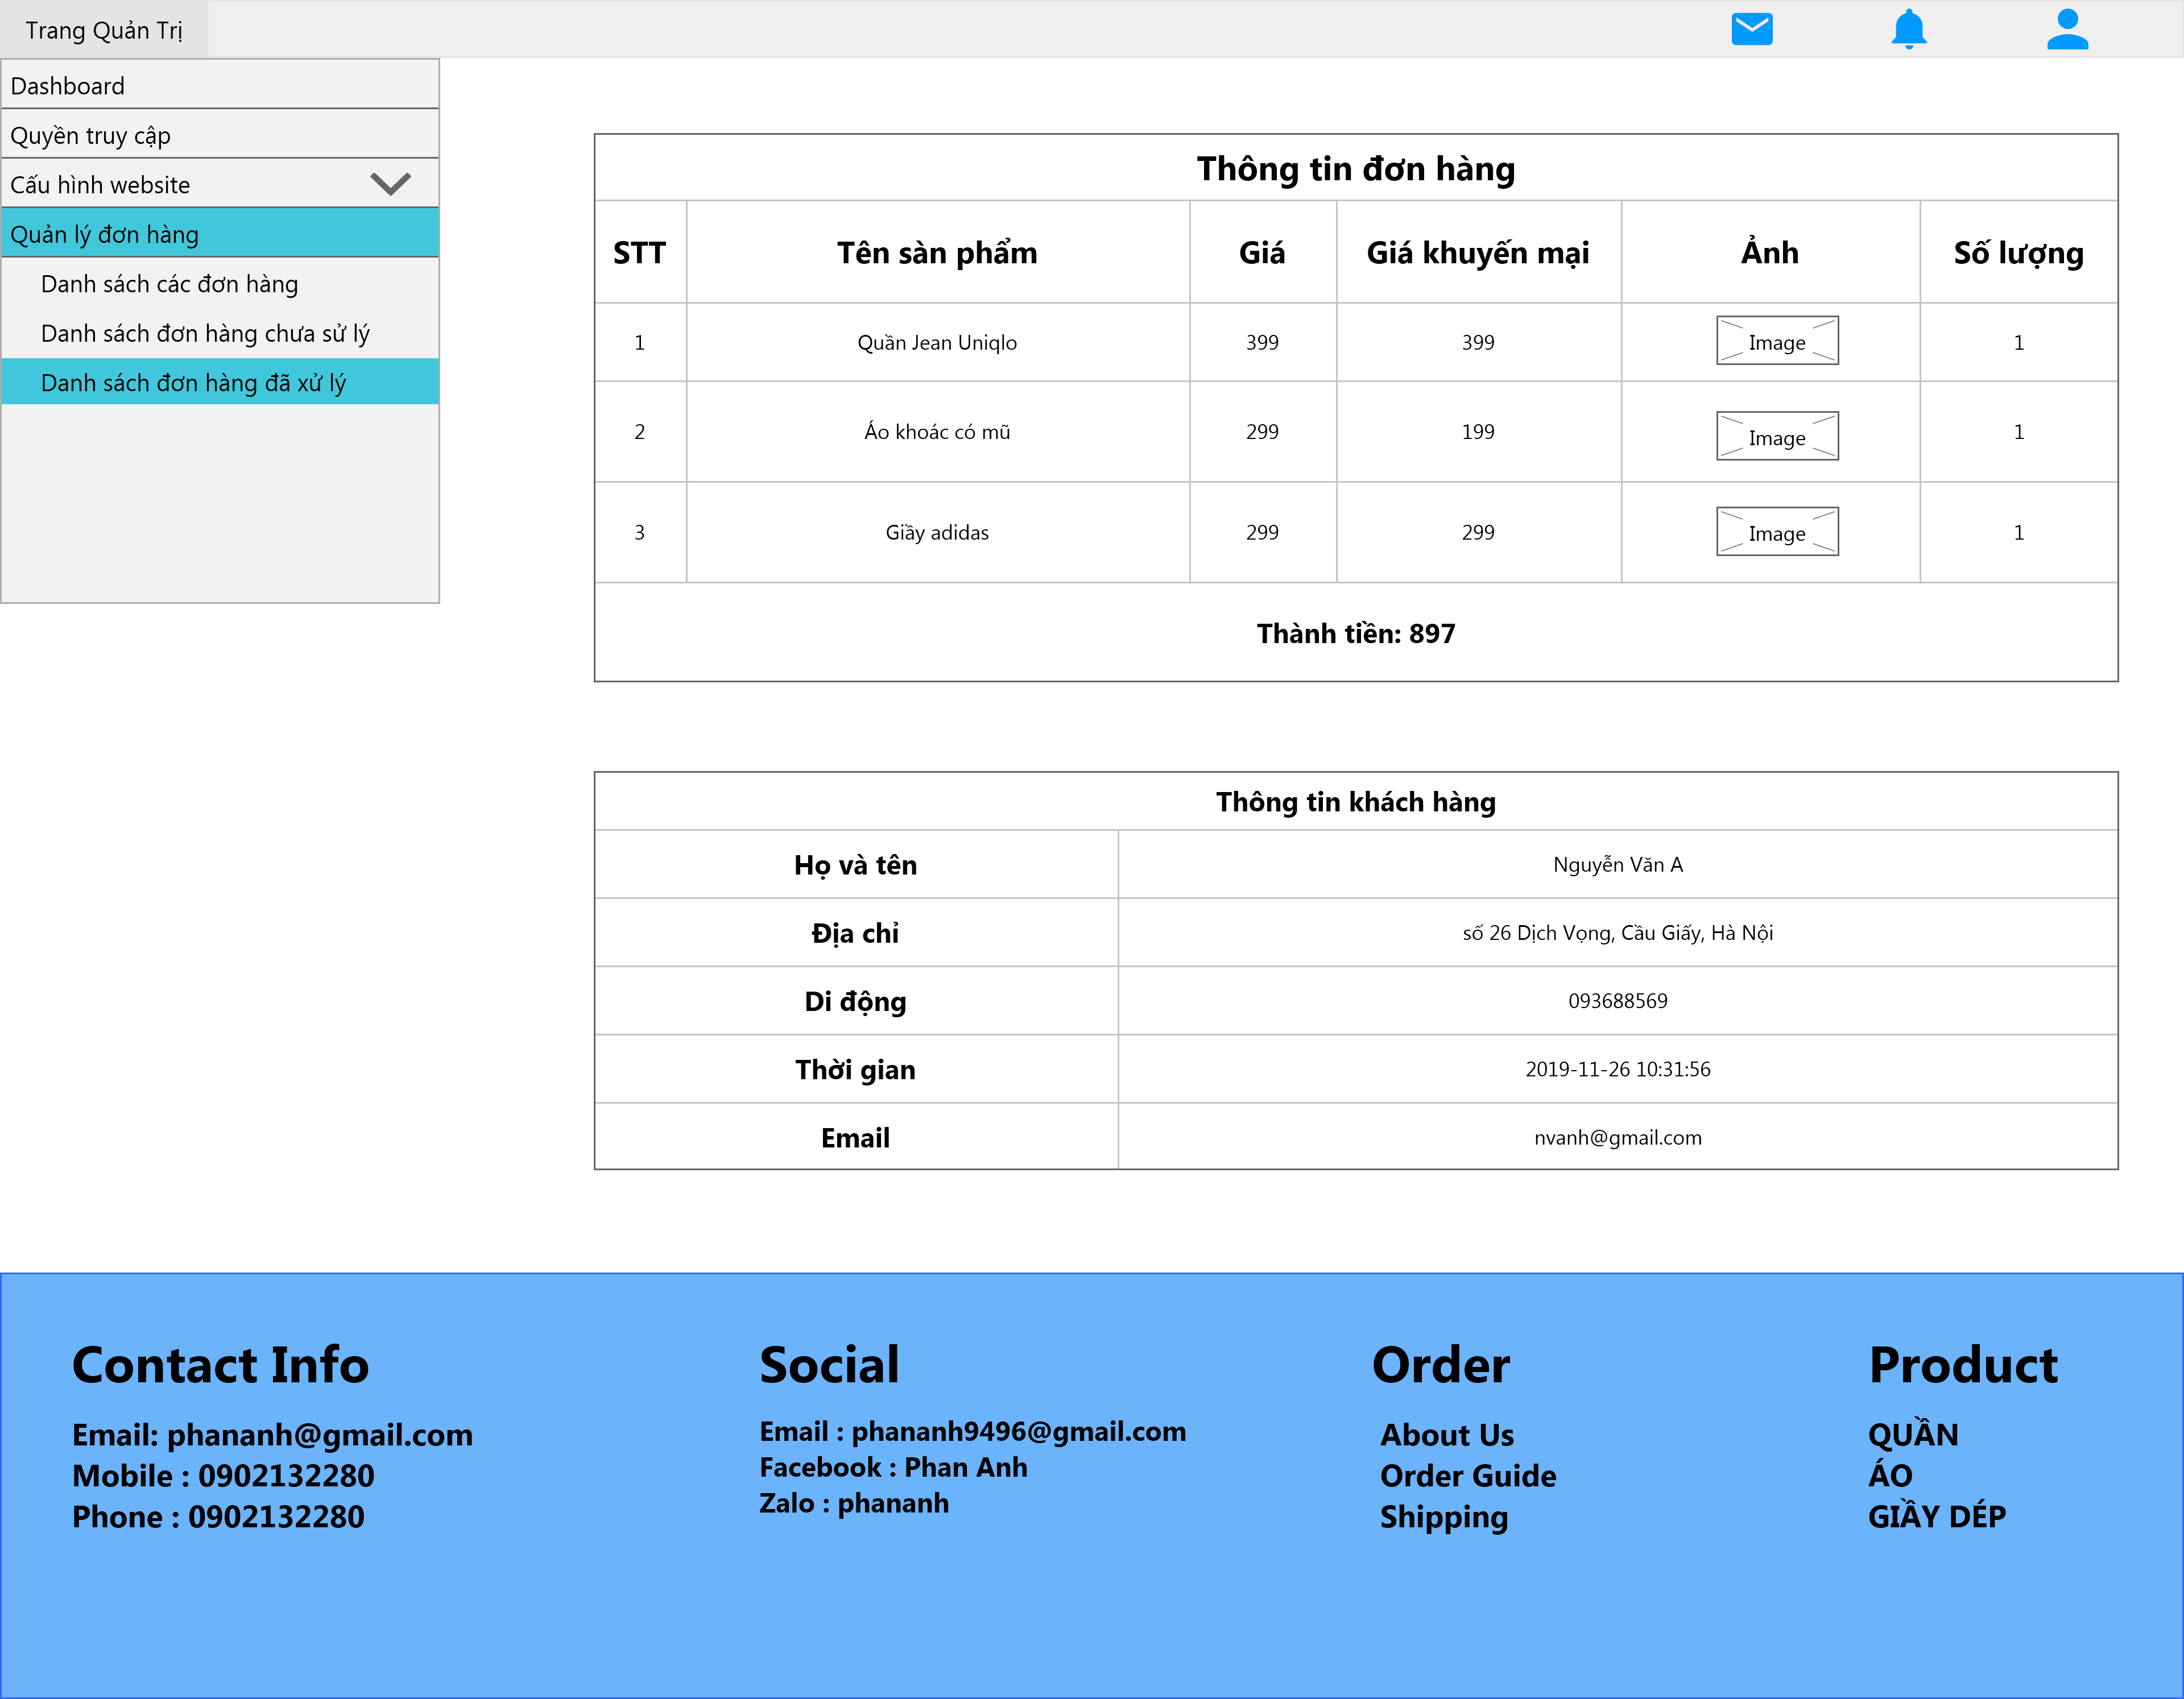 Trang Quản Trị
Dashboard
Quyền truy cập
Cấu hình website
Quản lý đơn hàng
Danh sách các đơn hàng
Danh sách đơn hàng chưa sử lý
Danh sách đơn hàng đã xử lý
Thông tin đơn hàng
STT Tên sàn phẩm Giá Giá khuyến mại Ảnh Số lượng
1 Quần Jean Uniqlo 399 399 Image 1
2 Áo khoác có mũ 299 199 Image 1
3 Giầy adidas 299 299 Image 1
Thành tiền: 897
Thông tin khách hàng
Họ và tên Nguyễn Văn A
Địa chỉ số 26 Dịch Vọng, Cầu Giấy, Hà Nội
Di động 093688569
Thời gian 2019-11-26 10:31:56
Email nvanh@gmail.com
Contact Info
Email: phananh@gmail.com
Mobile : 0902132280
Phone : 0902132280
Social
Email : phananh9496@gmail.com
Facebook : Phan Anh
Zalo : phananh
Order
About Us
Order Guide
Shipping
Product
QUẦN
ÁO
GIẦY DÉP